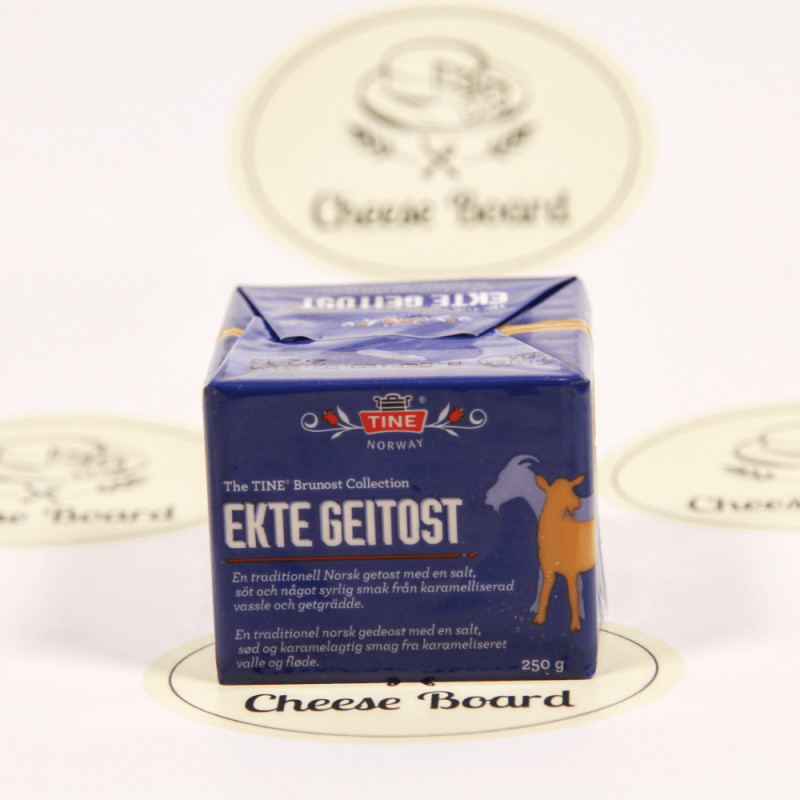 Cheese Board
EKTE GEITOST
TINE
®
NORWAY
The TINE® Brunost Collection
EKTE GEITOST
En traditionell Norsk getost med en salt,
söt och något syrlig smak från karamelliserad
vassle och getgrädde.
En traditionel norsk gedeost med en salt,
sød og karamelagtig smag fra karameliseret
valle og fløde.
250 g
se Board
Cheese Bo
Cheese Board